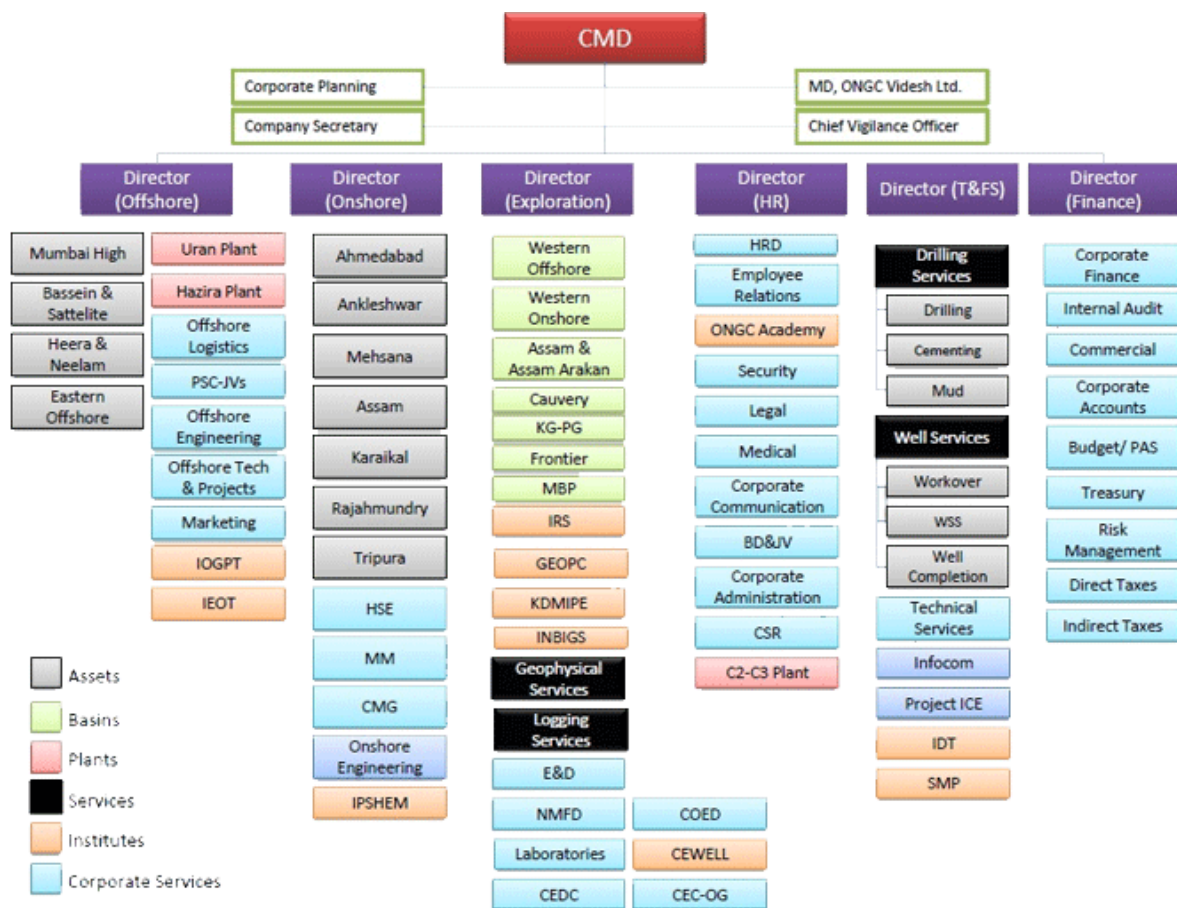 CMD
Corporate Planning
MD, ONGC Videsh Ltd.
Company Secretary
Chief Vigilance Officer
Director
(Offshore)
Mumbai High
Bassein &
Sattelite
Heera &
Neelam
Eastern
Offshore
Uran Plant
Hazira Plant
Offshore
Logistics
PSC-JVs
Offshore
Engineering
Offshore Tech
& Projects
Marketing
IOGPT
IEOT
Director
(Onshore)
Ahmedabad
Ankleshwar
Mehsana
Assam
Karaikal
Rajahmundry
Tripura
HSE
MM
CMG
Onshore
Engineering
IPSHEM
Director
(Exploration)
Western
Offshore
Western
Onshore
Assam &
Assam Arakan
Cauvery
KG-PG
Frontier
MBP
IRS
GEOPC
KDMIPE
INBIGS
Geophysical
Services
Logging
Services
E&D
NMFD
COED
Laboratories
CEWELL
CEDC
CEC-OG
Director
(HR)
HRD
Employee
Relations
ONGC Academy
Security
Legal
Medical
Corporate
Communication
BD&JV
Corporate
Administration
CSR
C2-C3 Plant
Director (T&FS)
Drilling
Services
Drilling
Cementing
Mud
Well Services
Workover
WSS
Well
Completion
Technical
Services
Infocom
Project ICE
IDT
SMP
Director
(Finance)
Corporate
Finance
Internal Audit
Commercial
Corporate
Accounts
Budget/ PAS
Treasury
Risk
Management
Direct Taxes
Indirect Taxes
Assets
Basins
Plants
Services
Institutes
Corporate Services